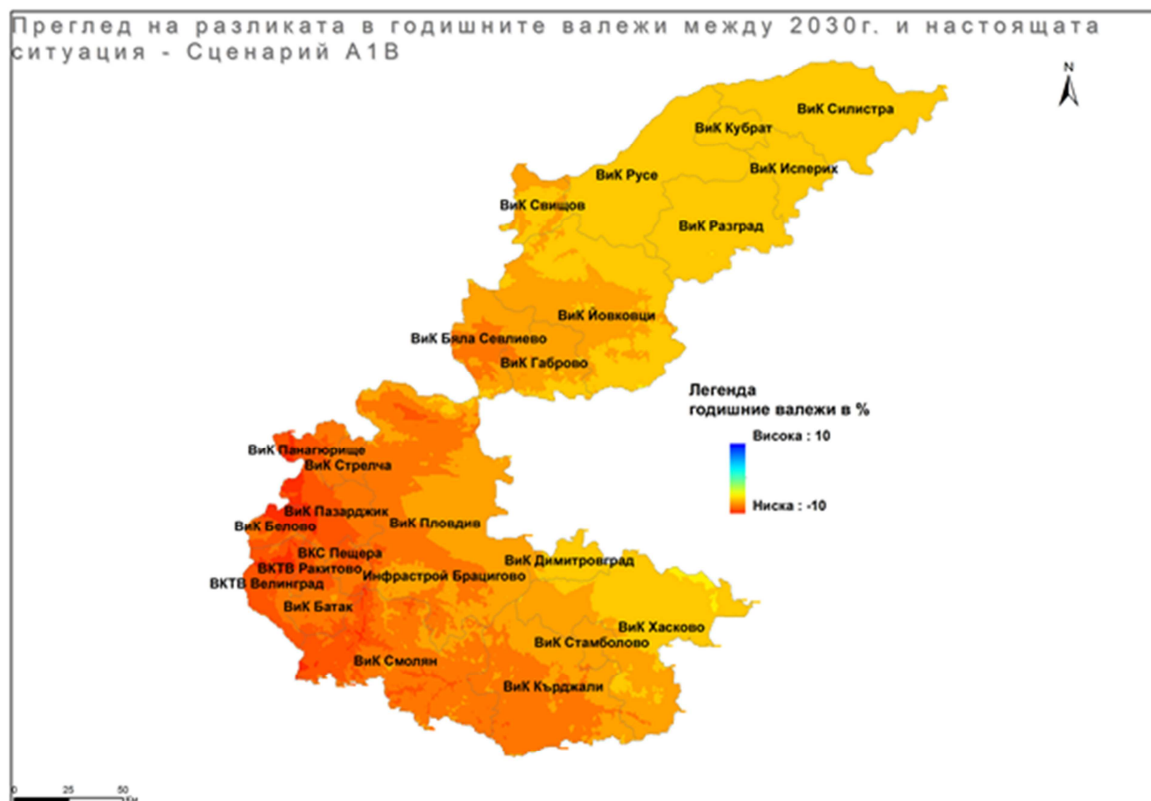 Преглед на разликата в годишните валежи между 2030г. и настоящата
ситуация - Сценарий А1В
N
ВиК Силистра
ВиК Кубрат
ВиК Исперих
ВиК Русе
ВиК Свищов
ВиК Разград
ВиК Йовковци
ВиК Бяла Севлиево
ВиК Габрово
Легенда
годишние валежи в %
Висока : 10
Ниска : -10
ВиК Панагюрище
ВиК Стрелча
ВиК Пазарджик
ВиК Пловдив
ВиК Белово
ВКС Пещера
ВиК Димитровград
ВКТВ Ракитово
Инфрастрой Брацигово
ВКТВ Велинград
ВиК Батак
ВиК Хасково
ВиК Стамболово
ВиК Смолян
ВиК Кърджали
0 25 50